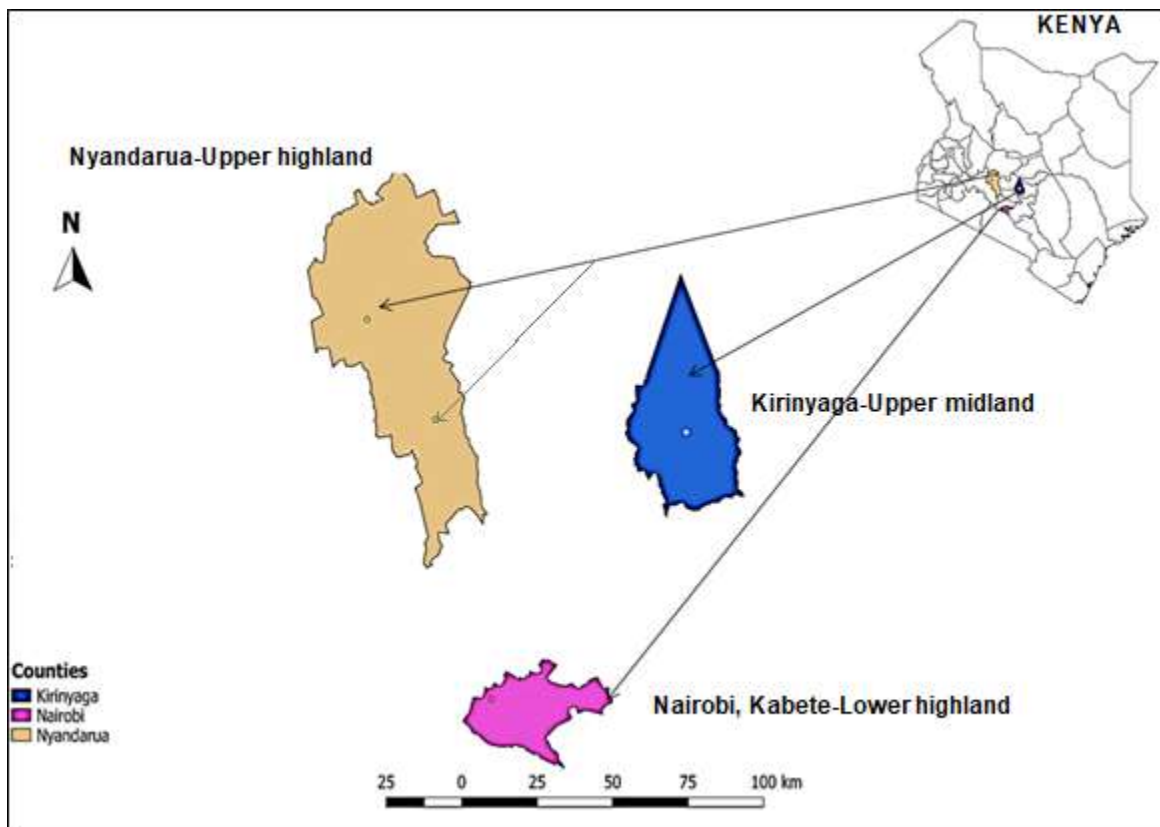 KENYA
Nyandarua-Upper highland
N
Kirinyaga-Upper midland
Counties
Kirinyaga
Nairobi
Nyandarua
Nairobi, Kabete-Lower highland
25 0 25 50 75 100 km